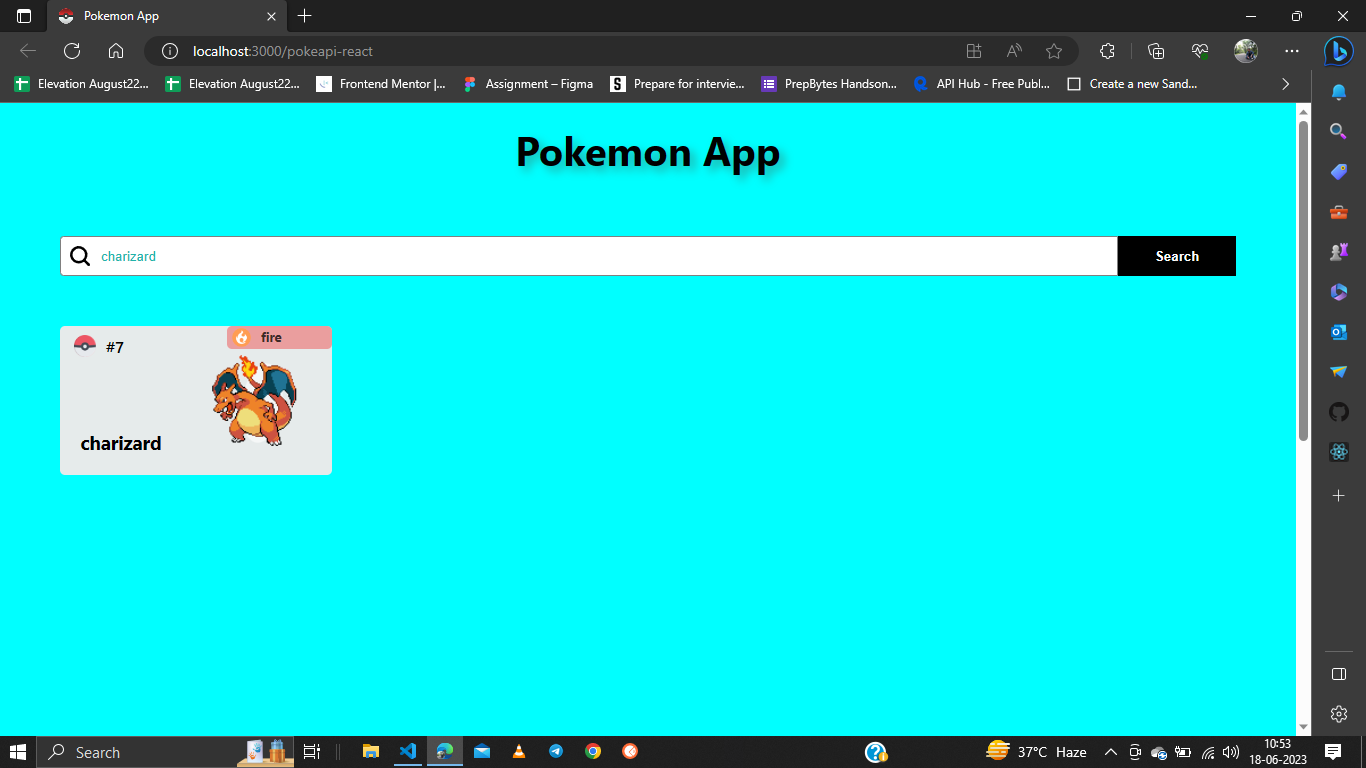 Pokemon App
localhost:3000/pokeapi-react
Elevation August22... Elevation August22... Frontend Mentor |... Assignment – Figma Prepare for intervie... PrepBytes Handson... API Hub - Free Publ... Create a new Sand...
Pokemon App
charizard Search
#7 fire
charizard
Search 37°C Haze 10:53
18-06-2023